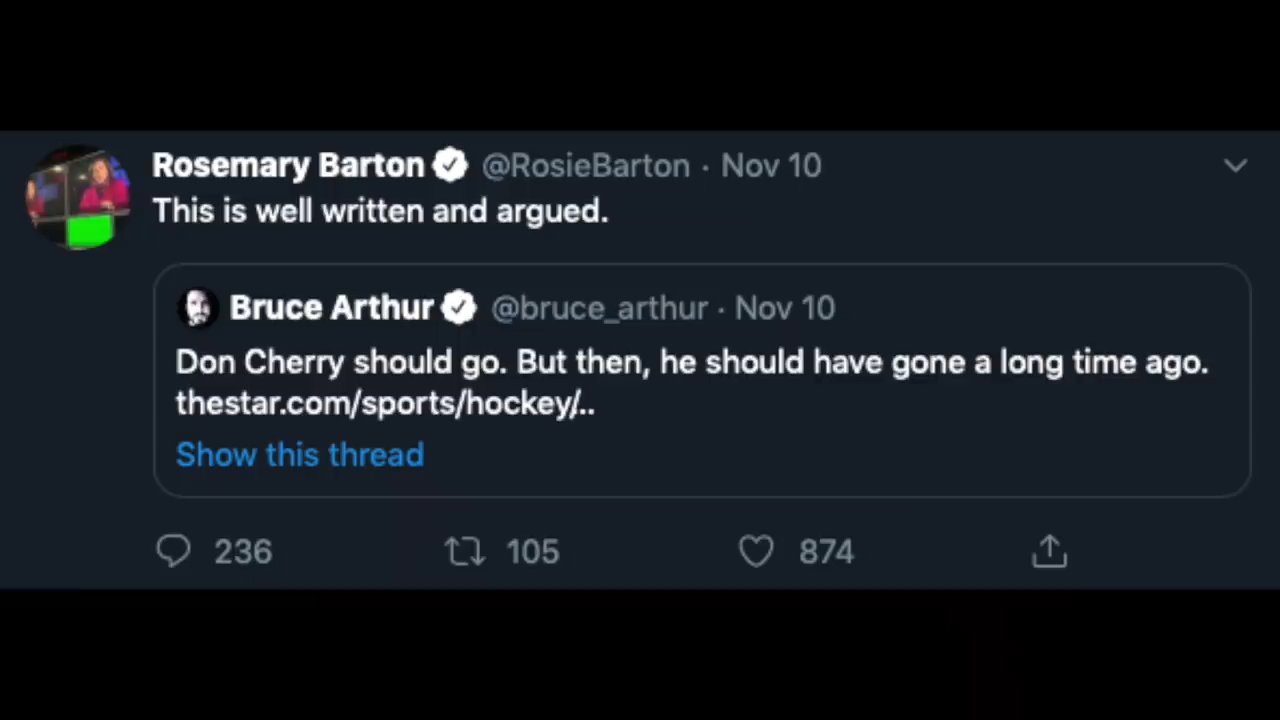 Rosemary Barton @RosieBarton · Nov 10
This is well written and argued.
Bruce Arthur @bruce_arthur · Nov 10
Don Cherry should go. But then, he should have gone a long time ago.
thestar.com/sports/hockey/..
Show this thread
236 105 874